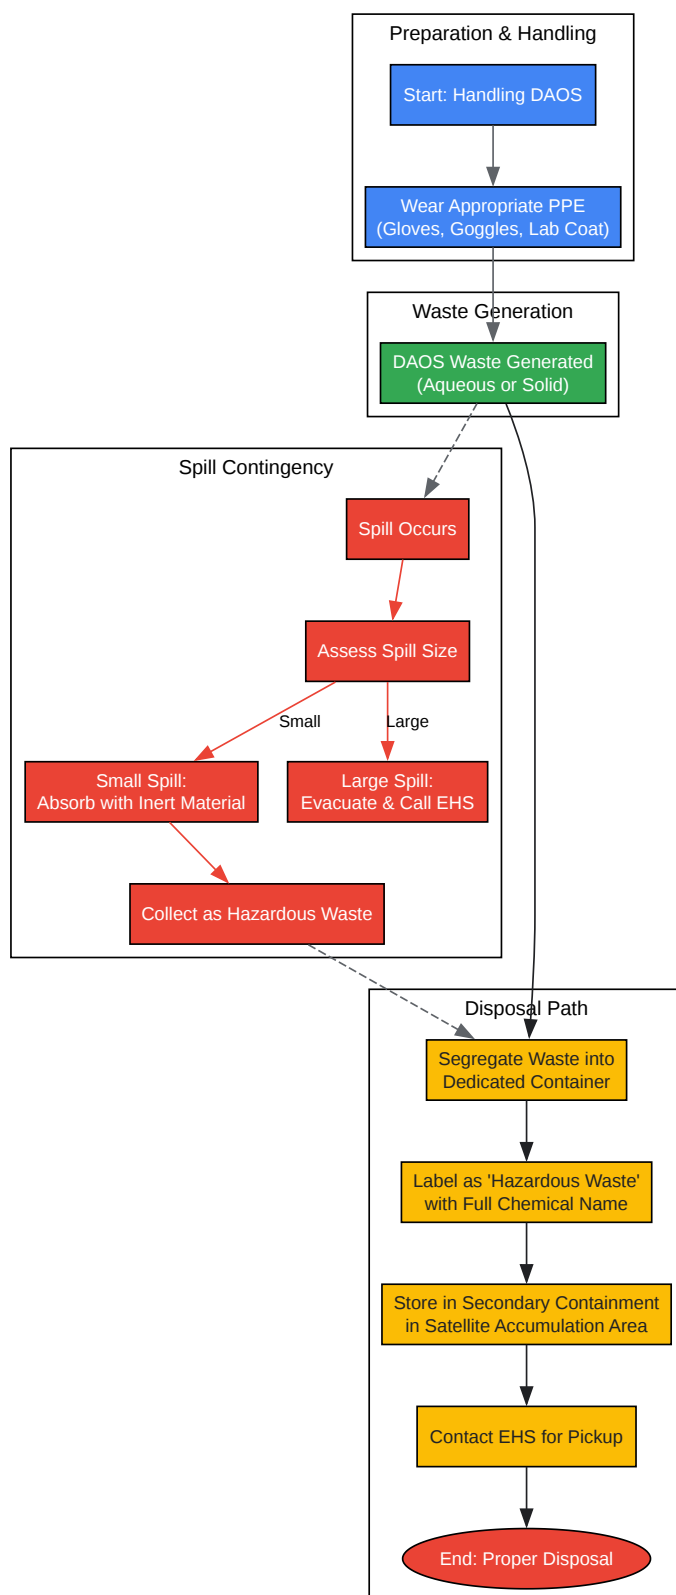 Preparation & Handling
Start: Handling DAOS
Wear Appropriate PPE
(Gloves, Goggles, Lab Coat)
Waste Generation
DAOS Waste Generated
(Aqueous or Solid)
Spill Contingency
Spill Occurs
Assess Spill Size
Small
Large
Small Spill:
Absorb with Inert Material
Large Spill:
Evacuate & Call EHS
Collect as Hazardous Waste
Disposal Path
Segregate Waste into
Dedicated Container
Label as 'Hazardous Waste'
with Full Chemical Name
Store in Secondary Containment
in Satellite Accumulation Area
Contact EHS for Pickup
End: Proper Disposal